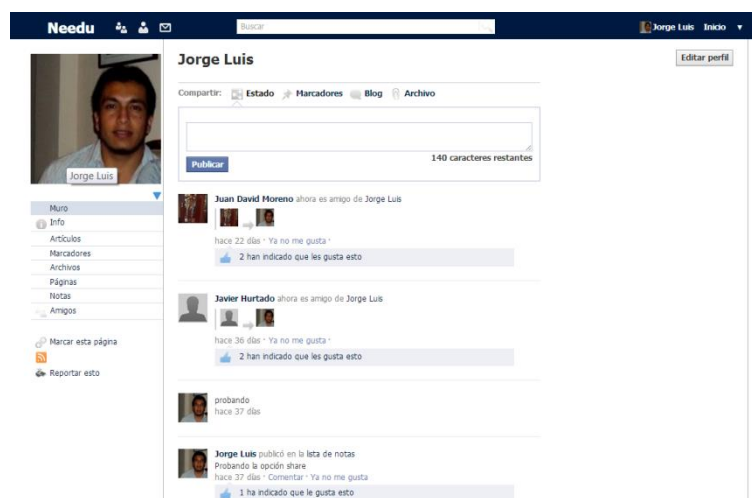 Needu
Buscar
Jorge Luis Inicio
Jorge Luis
Editar perfil
Compartir: Estado Marcadores Blog Archivo
140 caracteres restantes
Publicar
Jorge Luis
Muro
Info
Artículos
Marcadores
Archivos
Páginas
Notas
Amigos
Marcar esta página
Reportar esto
Juan David Moreno ahora es amigo de Jorge Luis
hace 22 días · Ya no me gusta ·
2 han indicado que les gusta esto
Javier Hurtado ahora es amigo de Jorge Luis
hace 36 días · Ya no me gusta ·
2 han indicado que les gusta esto
probando
hace 37 días
Jorge Luis publicó en la lista de notas
Probando la opción share
hace 37 días · Comentar · Ya no me gusta
1 ha indicado que le gusta esto